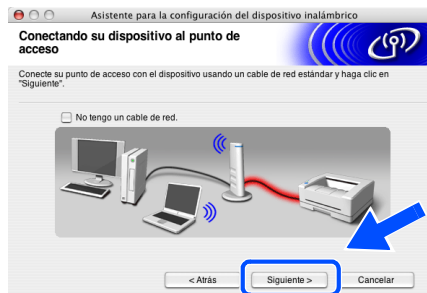 Asistente para la configuración del dispositivo inalámbrico
Conectando su dispositivo al punto de
acceso
Conecte su punto de acceso con el dispositivo usando un cable de red estándar y haga clic en
"Siguiente".
No tengo un cable de red.
< Atrás Siguiente > Cancelar